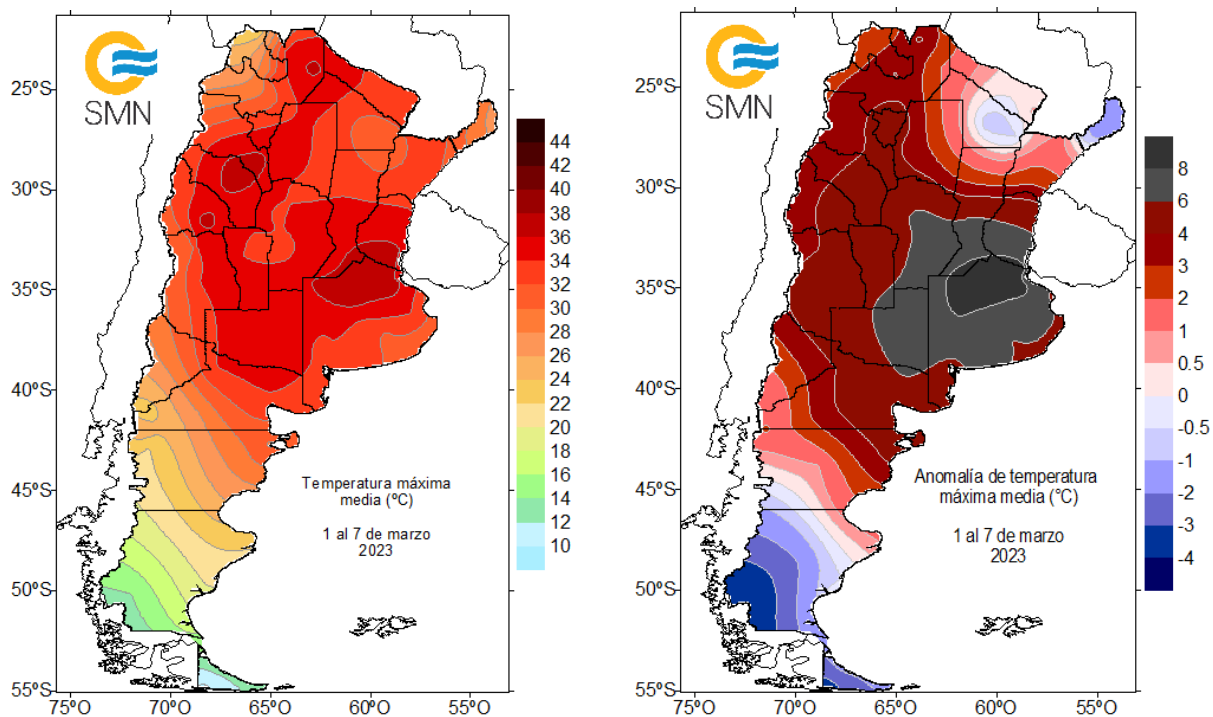 SMN
25ºS
30ºS
35ºS
40ºS
45ºS
50ºS
55ºS
75ºO
70ºO
65ºO
60ºO
55ºO
Temperatura máxima
media (ºC)
1 al 7 de marzo
2023
44
42
40
38
36
34
32
30
28
26
24
22
20
18
16
14
12
10
SMN
25ºS
30ºS
35ºS
40ºS
45ºS
50ºS
55ºS
75ºO
70ºO
65ºO
60ºO
55ºO
Anomalía de temperatura
máxima media (°C)
1 al 7 de marzo
2023
8
6
4
3
2
1
0.5
0
-0.5
-1
-2
-3
-4